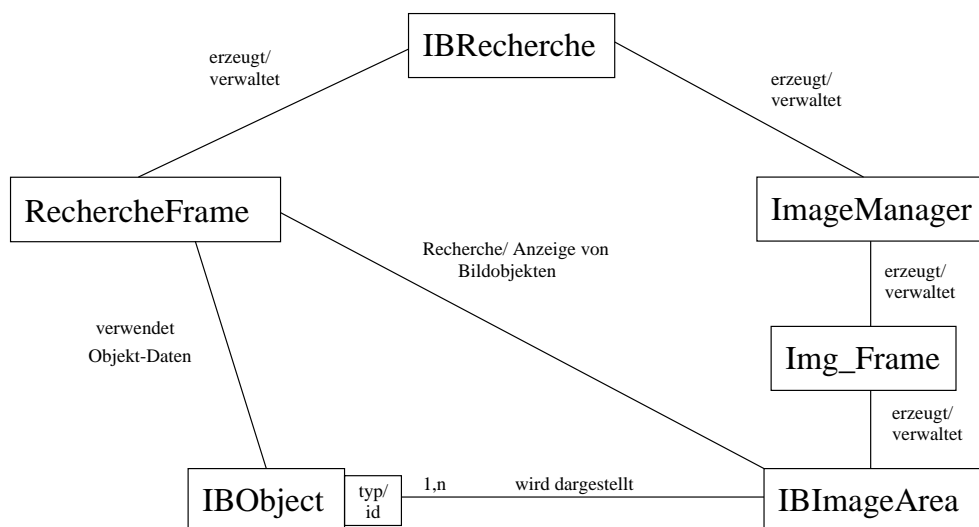 IBRecherche
erzeugt/
verwaltet
erzeugt/
verwaltet
RechercheFrame
ImageManager
Recherche/ Anzeige von
Bildobjekten
erzeugt/
verwaltet
verwendet
Objekt-Daten
Img_Frame
erzeugt/
verwaltet
IBObject
typ/
id
1,n
wird dargestellt
IBImageArea